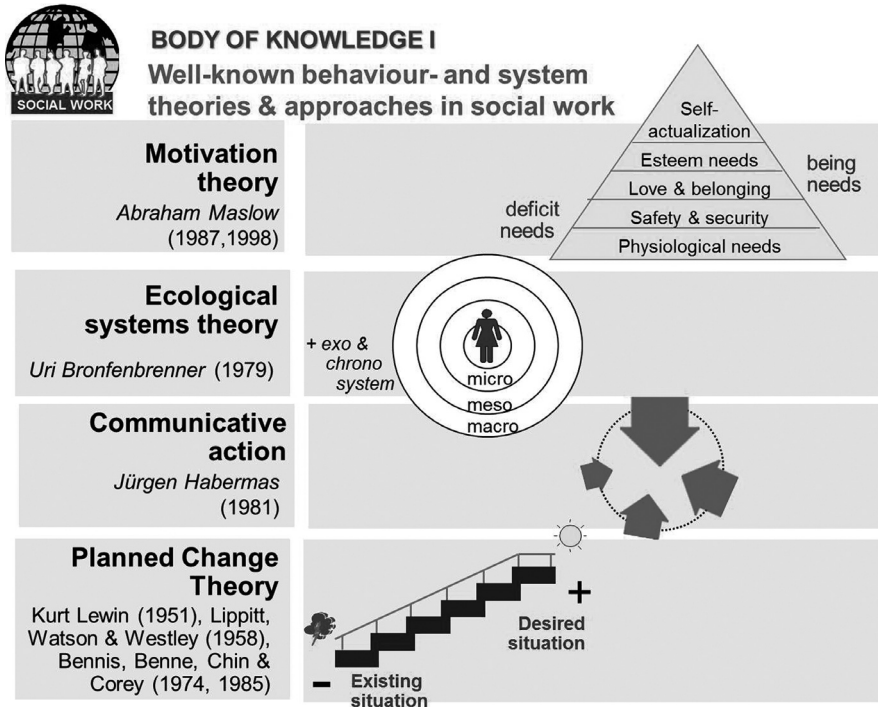 SOCIAL WORK
BODY OF KNOWLEDGE I
Well-known behaviour- and system
theories & approaches in social work
Motivation
theory
Abraham Maslow
(1987,1998)
Self-
actualization
Esteem needs
Love & belonging
Safety & security
Physiological needs
deficit
needs
being
needs
Ecological
systems theory
Uri Bronfenbrenner (1979)
+ exo &
chrono
system
micro
meso
macro
Communicative
action
Jürgen Habermas
(1981)
Planned Change
Theory
Kurt Lewin (1951), Lippitt,
Watson & Westley (1958),
Bennis, Benne, Chin &
Corey (1974, 1985)
+
Desired
situation
–
Existing
situation